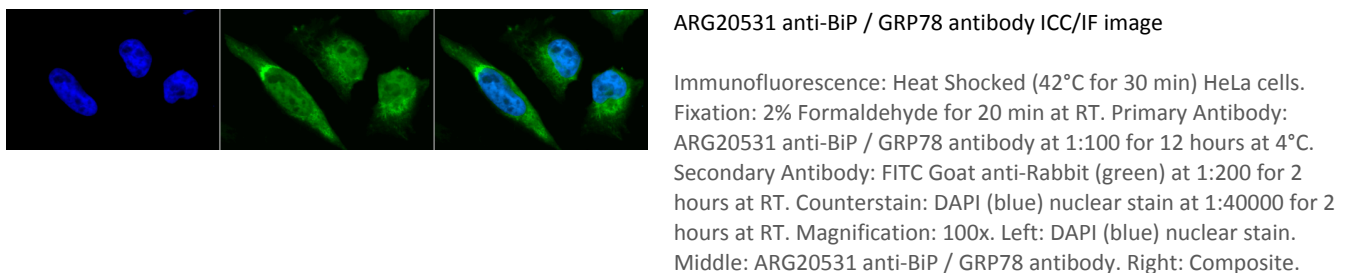 ARG20531 anti-BiP / GRP78 antibody ICC/IF image
Immunofluorescence: Heat Shocked (42°C for 30 min) HeLa cells.
Fixation: 2% Formaldehyde for 20 min at RT. Primary Antibody:
ARG20531 anti-BiP / GRP78 antibody at 1:100 for 12 hours at 4°C.
Secondary Antibody: FITC Goat anti-Rabbit (green) at 1:200 for 2
hours at RT. Counterstain: DAPI (blue) nuclear stain at 1:40000 for 2
hours at RT. Magnification: 100x. Left: DAPI (blue) nuclear stain.
Middle: ARG20531 anti-BiP / GRP78 antibody. Right: Composite.